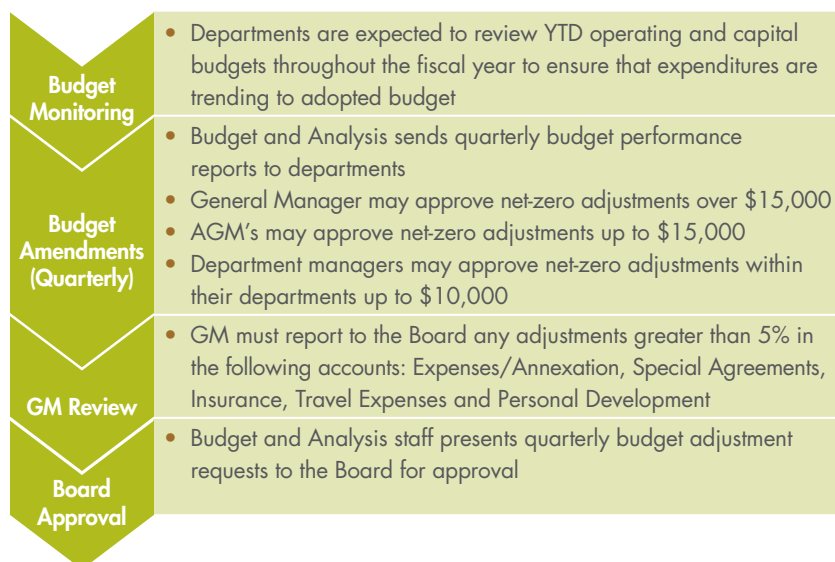 Budget
Monitoring
• Departments are expected to review YTD operating and capital
budgets throughout the fiscal year to ensure that expenditures are
trending to adopted budget
Budget
Amendments
(Quarterly)
• Budget and Analysis sends quarterly budget performance
reports to departments
• General Manager may approve net-zero adjustments over $15,000
• AGM’s may approve net-zero adjustments up to $15,000
• Department managers may approve net-zero adjustments within
their departments up to $10,000
GM Review
• GM must report to the Board any adjustments greater than 5% in
the following accounts: Expenses/Annexation, Special Agreements,
Insurance, Travel Expenses and Personal Development
Board
Approval
• Budget and Analysis staff presents quarterly budget adjustment
requests to the Board for approval